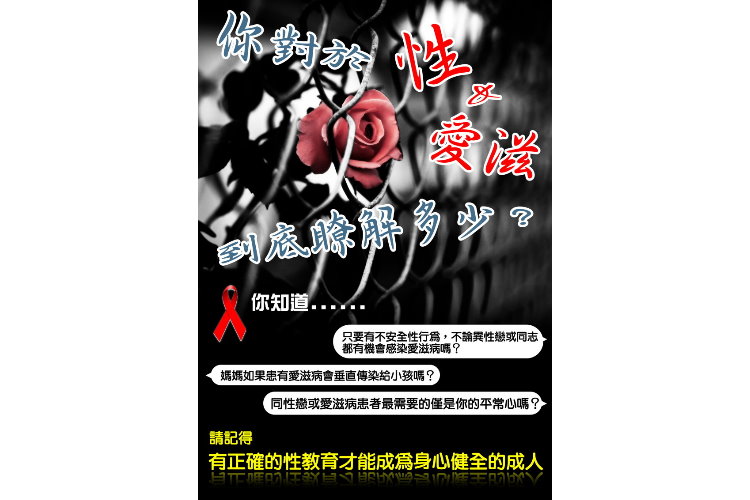 你對於 性
&
愛滋
到底瞭解多少？
你知道......
只要有不安全性行為，不論異性戀或同志
都有機會感染愛滋病嗎？
媽媽如果患有愛滋病會垂直傳染給小孩嗎？
同性戀或愛滋病患者最需要的僅是你的平常心嗎？
請記得
有正確的性教育才能成為身心健全的成人